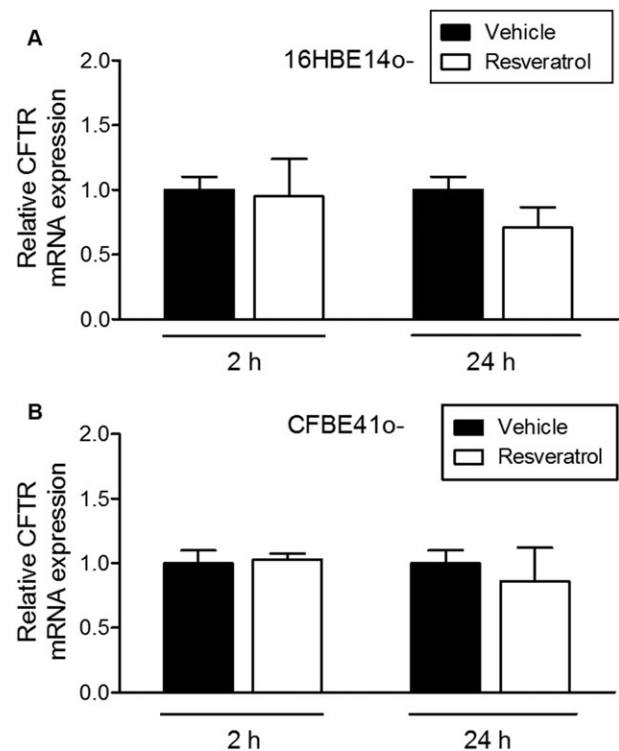 A
16HBE14o-
Vehicle
Resveratrol
Relative CFTR
mRNA expression
2.0
1.5
1.0
0.5
0.0
2 h
24 h
B
CFBE41o-
Vehicle
Resveratrol
Relative CFTR
mRNA expression
2.0
1.5
1.0
0.5
0.0
2 h
24 h